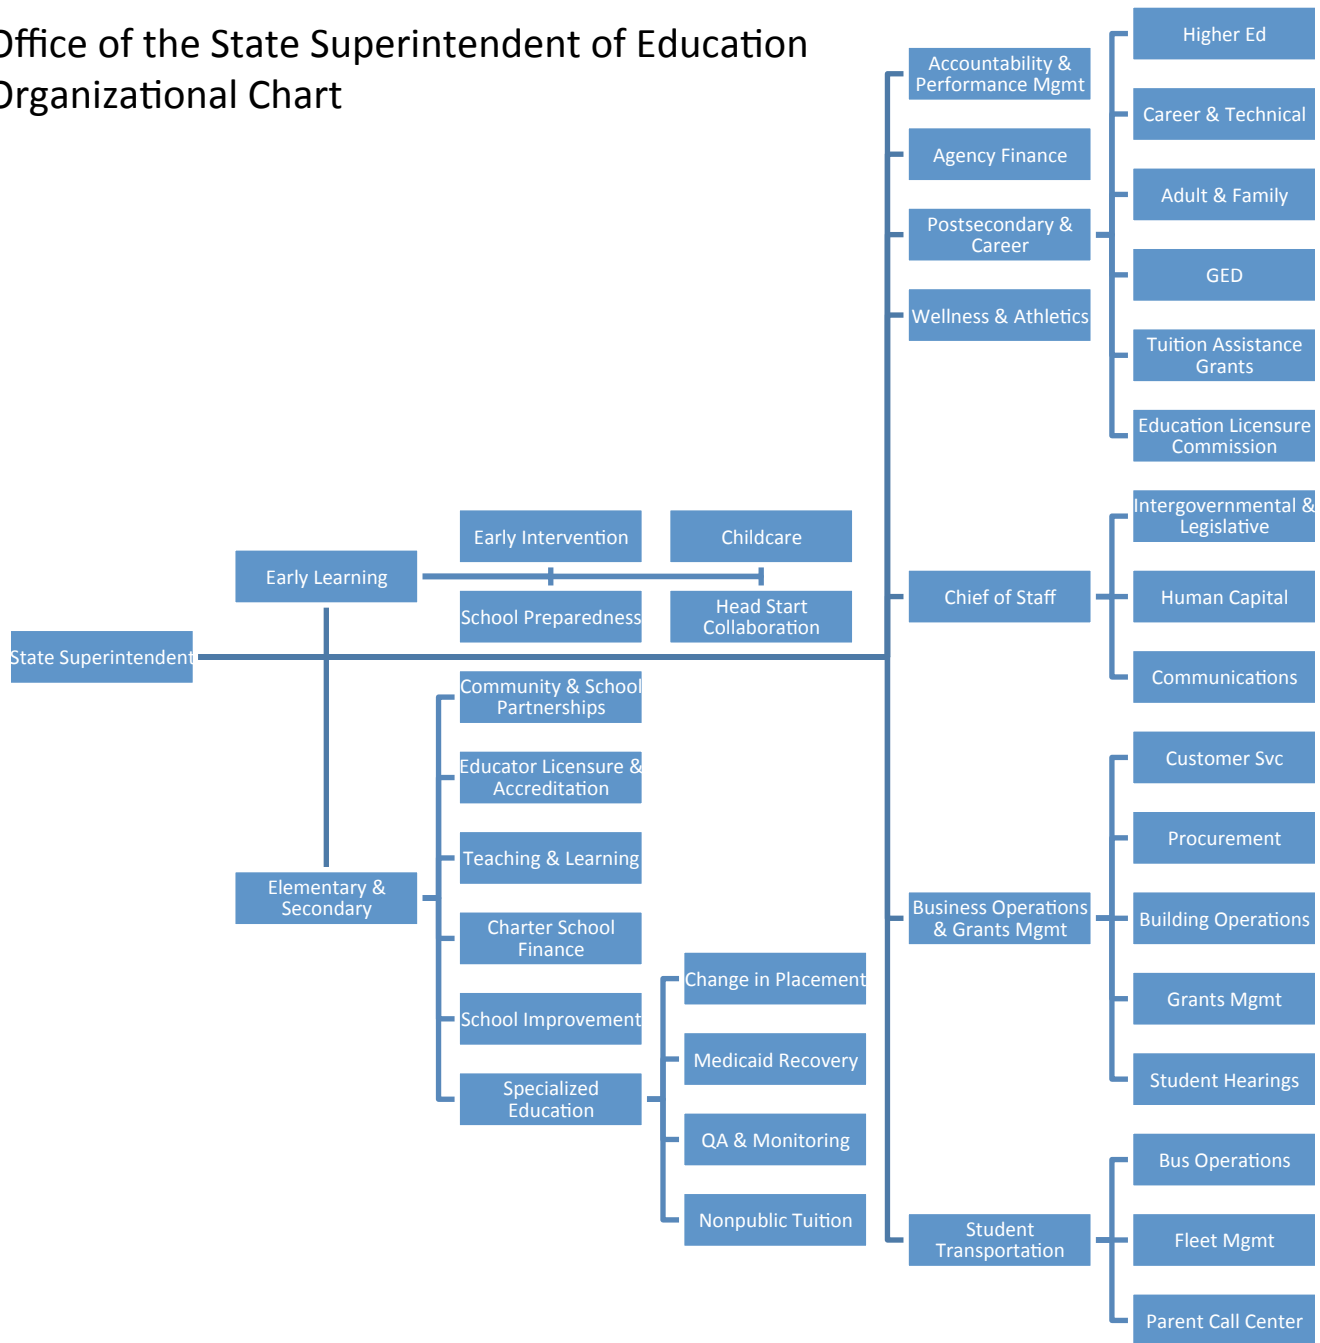 Office of the State Superintendent of Education
Organizational Chart
State Superintendent
Early Learning
Early Intervention
Childcare
School Preparedness
Head Start
Collaboration
Elementary &
Secondary
Community & School
Partnerships
Educator Licensure &
Accreditation
Teaching & Learning
Charter School
Finance
School Improvement
Specialized
Education
Change in Placement
Medicaid Recovery
QA & Monitoring
Nonpublic Tuition
Accountability &
Performance Mgmt
Agency Finance
Postsecondary &
Career
Higher Ed
Career & Technical
Adult & Family
GED
Tuition Assistance
Grants
Education Licensure
Commission
Wellness & Athletics
Chief of Staff
Intergovernmental &
Legislative
Human Capital
Communications
Business Operations
& Grants Mgmt
Customer Svc
Procurement
Building Operations
Grants Mgmt
Student Hearings
Student
Transportation
Bus Operations
Fleet Mgmt
Parent Call Center